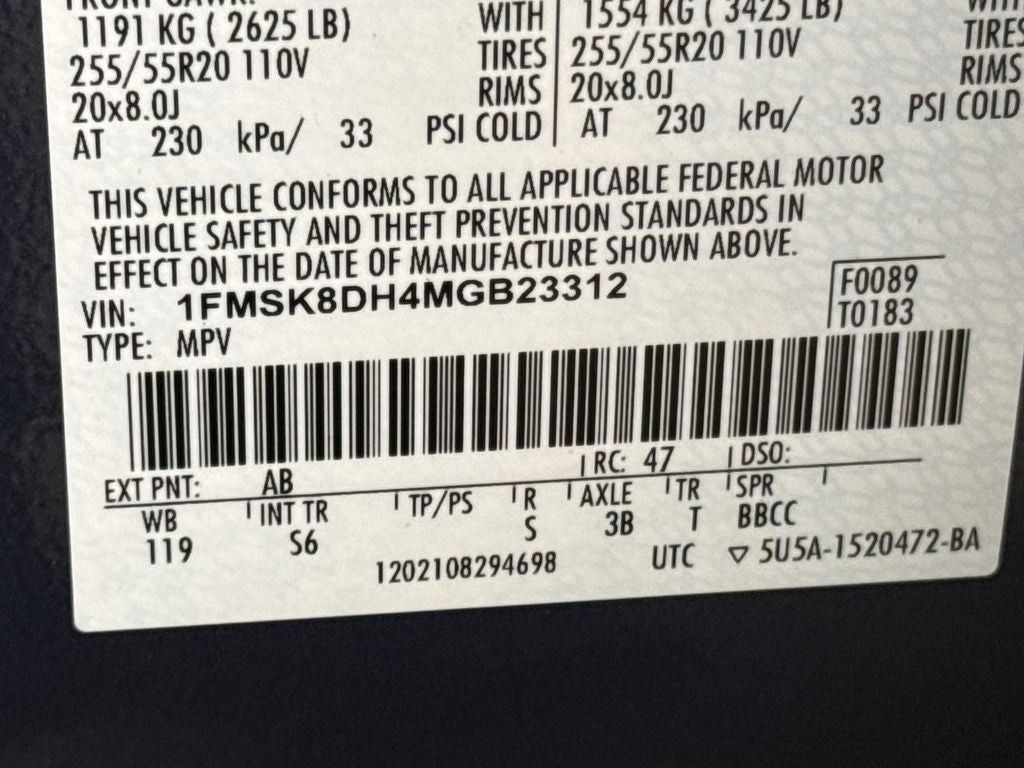 1191 KG ( 2625 LB) WITH 1554 KG ( 3425 LB)
255/55R20 110V TIRES 255/55R20 110V TIRES
20x8.0J RIMS 20x8.0J RIMS
AT 230 kPa/ 33 PSI COLD AT 230 kPa/ 33 PSI COLD
THIS VEHICLE CONFORMS TO ALL APPLICABLE FEDERAL MOTOR
VEHICLE SAFETY AND THEFT PREVENTION STANDARDS IN
EFFECT ON THE DATE OF MANUFACTURE SHOWN ABOVE.
VIN: 1FMSK8DH4MGB23312 F0089
TYPE: MPV T0183
EXT PNT: AB RC: 47 DSO:
WB INT TR TP/PS R AXLE TR SPR
119 S6 S 3B T BBCC
1202108294698 UTC ▽ 5U5A-1520472-BA